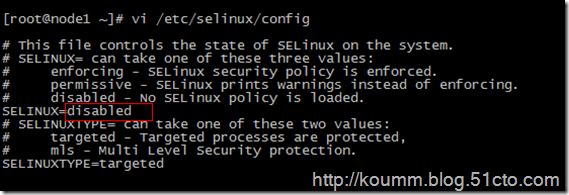 [root@node1 ~]# vi /etc/selinux/config
# This file controls the state of SELinux on the system.
# SELINUX= can take one of these three values:
#     enforcing - SELinux security policy is enforced.
#     permissive - SELinux prints warnings instead of enforcing.
#     disabled - No SELinux policy is loaded.
SELINUX=disabled
# SELINUXTYPE= can take one of these two values:
#     targeted - Targeted processes are protected,
#     mls - Multi Level Security protection.
SELINUXTYPE=targeted
http://koumm.blog.51cto.com